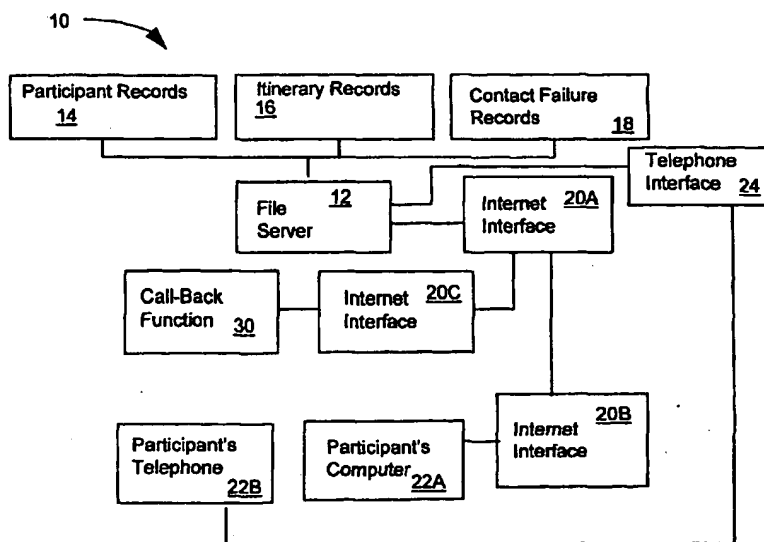 10
Participant Records
14
Itinerary Records
16
Contact Failure
Records
18
Telephone
Interface
24
12
File
Server
20A
Internet
Interface
Call-Back
Function
30
20C
Internet
Interface
20B
Internet
Interface
Participant's
Telephone
22B
Participant's
Computer
22A